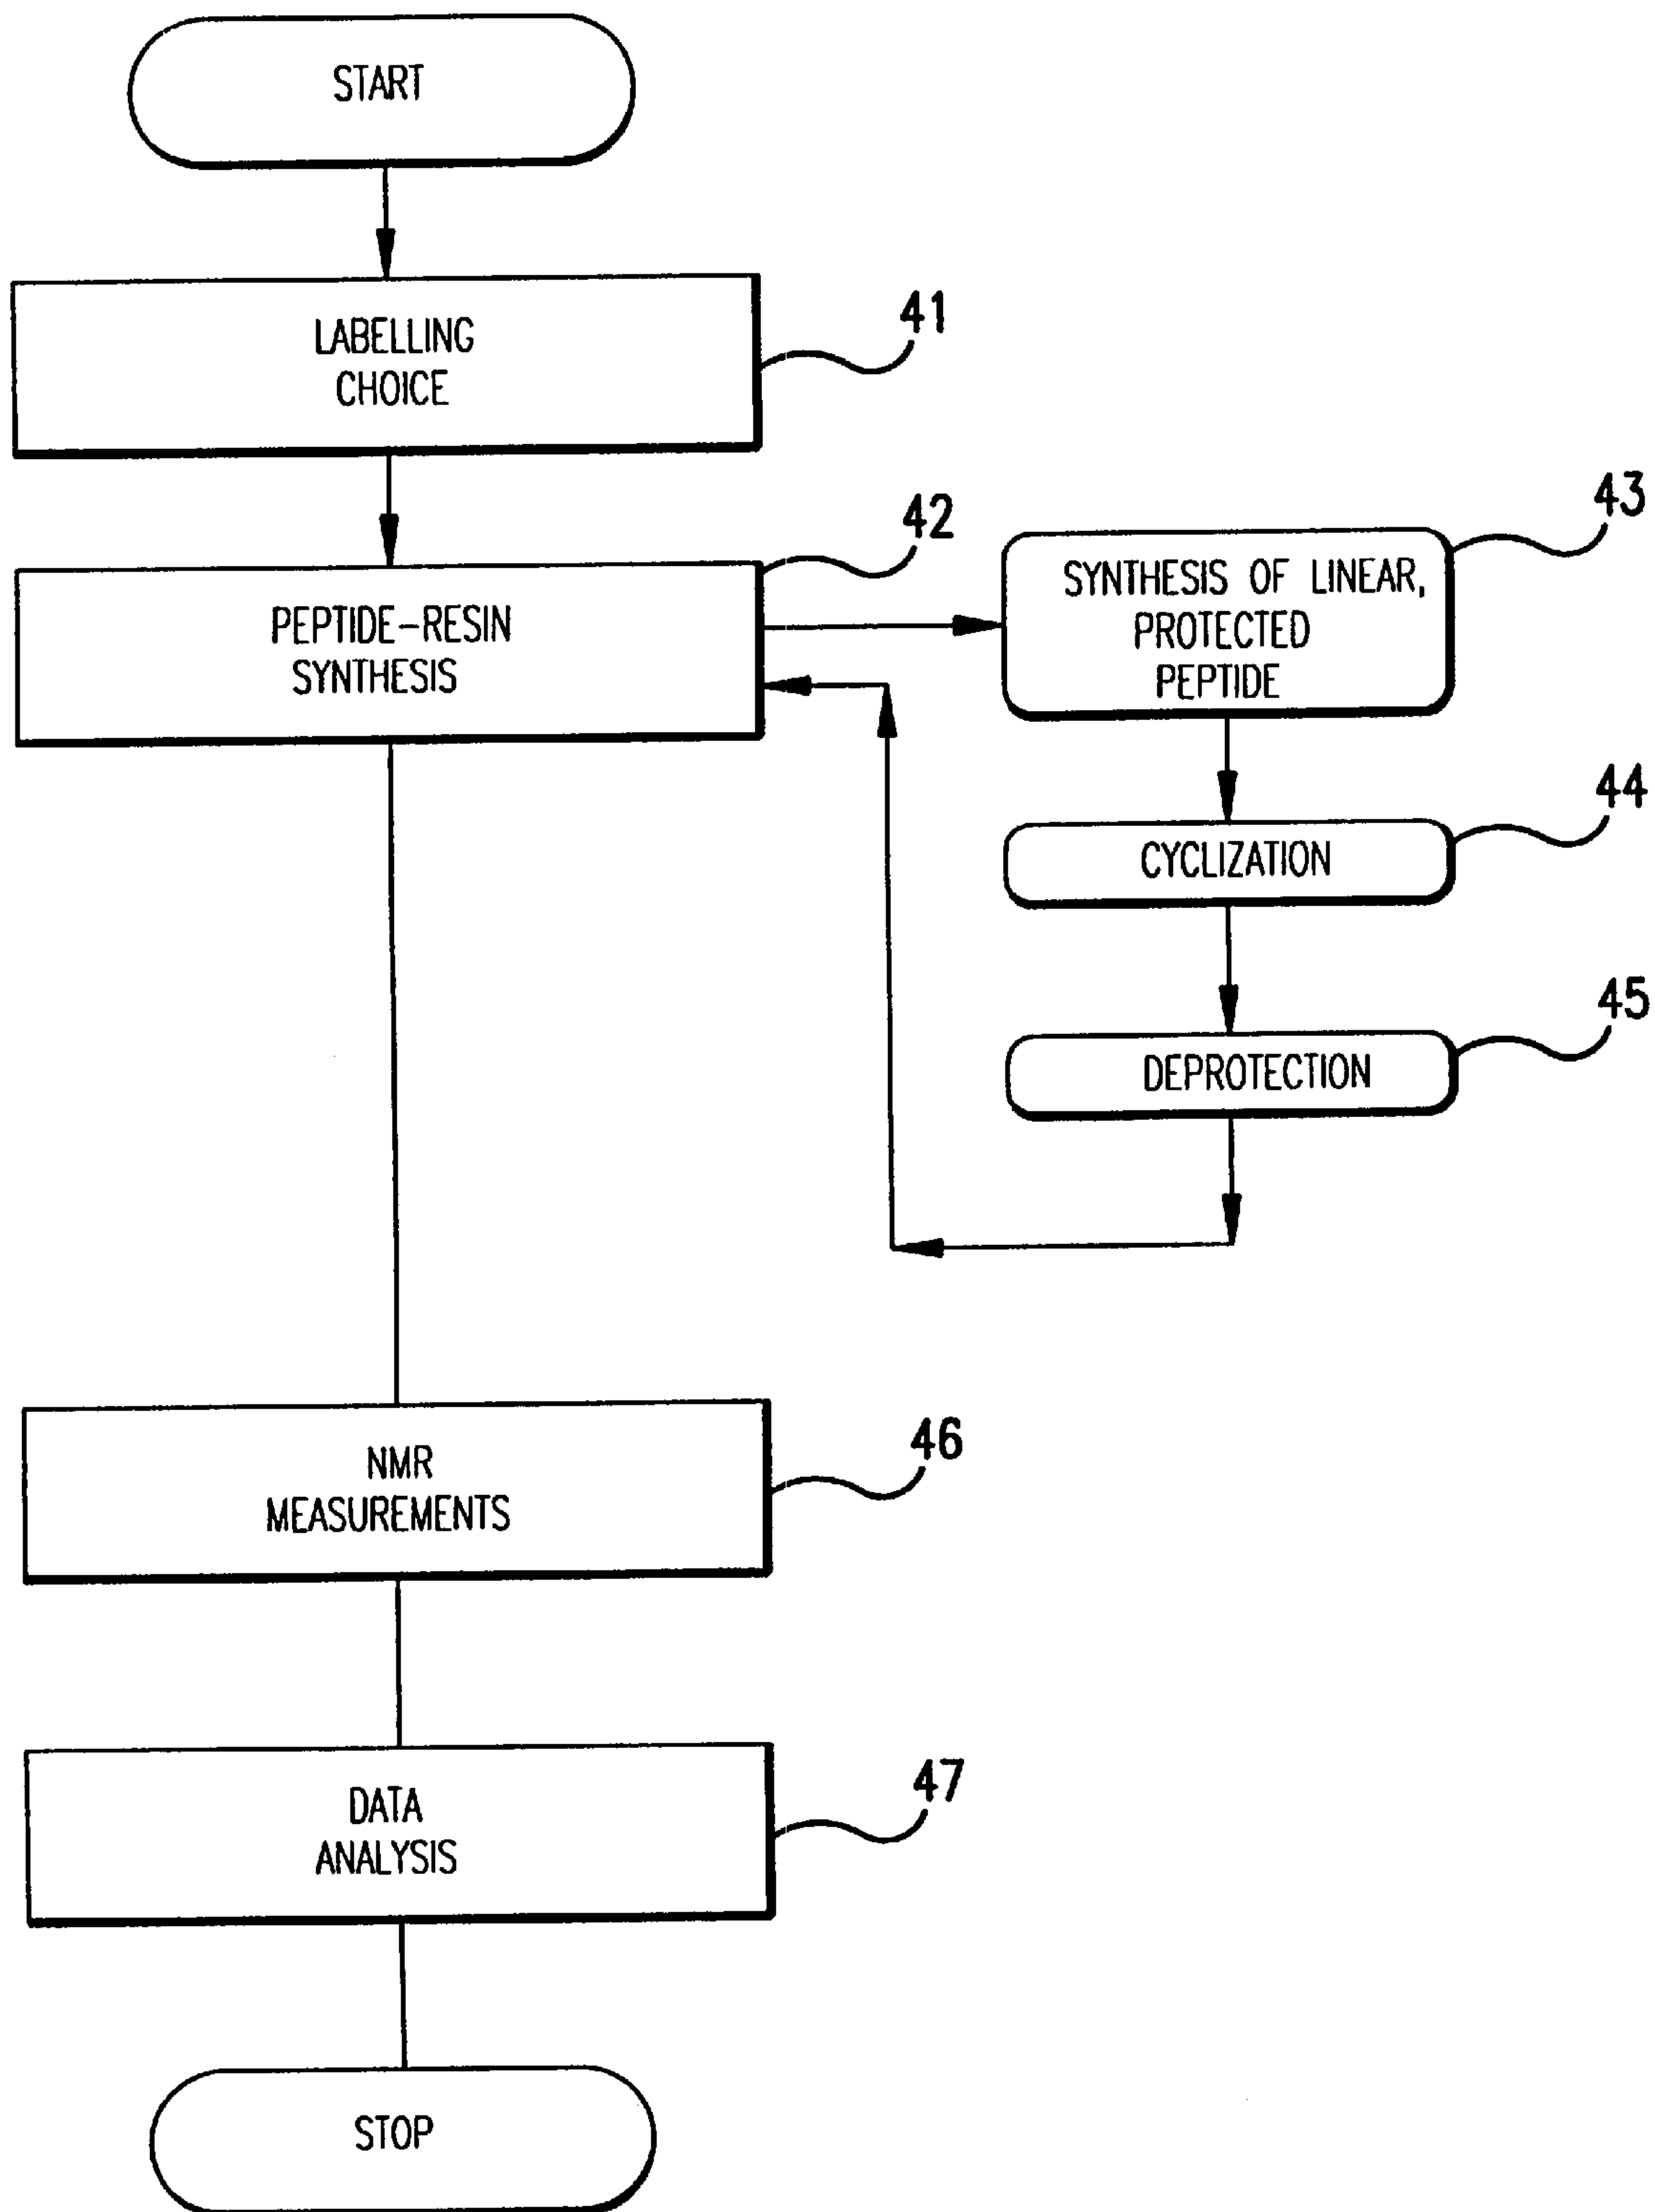 START
LABELLING
CHOICE
41
42
PEPTIDE-RESIN
SYNTHESIS
43
SYNTHESIS OF LINEAR,
PROTECTED
PEPTIDE
44
CYCLIZATION
45
DEPROTECTION
46
NMR
MEASUREMENTS
47
DATA
ANALYSIS
STOP